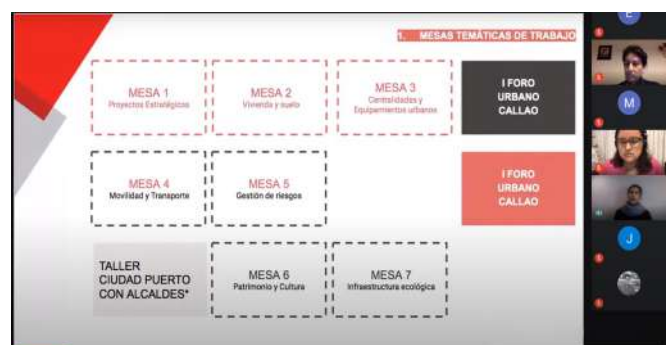 1. MESAS TEMÁTICAS DE TRABAJO
MESA 1
Proyectos Estratégicos
MESA 2
Vivienda y suelo
MESA 3
Centralidades y
Equipamientos urbanos
I FORO
URBANO
CALLAO
MESA 4
Movilidad y Transporte
MESA 5
Gestión de riesgos
I FORO
URBANO
CALLAO
TALLER
CIUDAD PUERTO
CON ALCALDES*
MESA 6
Patrimonio y Cultura
MESA 7
Infraestructura ecológica
E
M
J